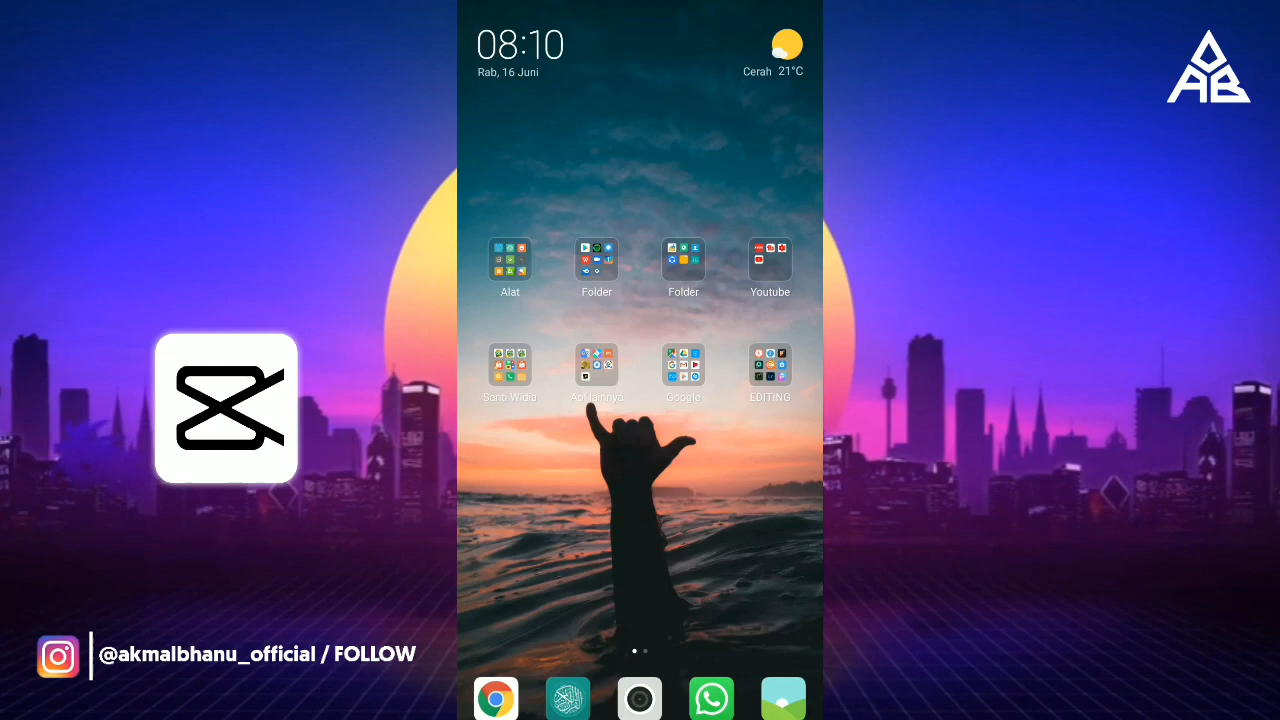 08:10
Rab, 16 Juni
Cerah 21°C
AB
Alat
Folder
Folder
Youtube
Santi Widia
Apl lainnya
Google
EDITING
@akmalbhanu_official / FOLLOW